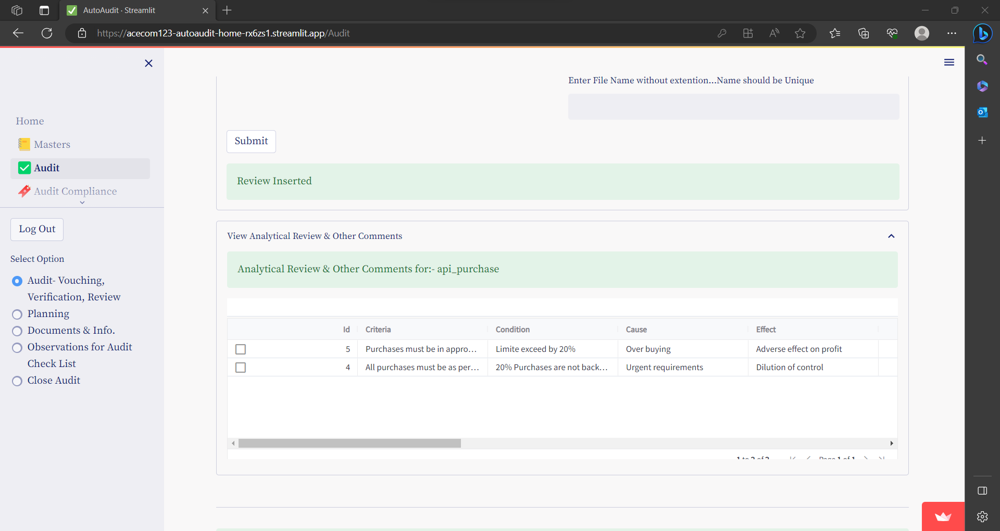 AutoAudit · Streamlit
https://acecom123-autoaudit-home-rx6zs1.streamlit.app/Audit
Home
Masters
Audit
Audit Compliance
Log Out
Select Option
Audit- Vouching,
Verification, Review
Planning
Documents & Info.
Observations for Audit
Check List
Close Audit
Enter File Name without extention...Name should be Unique
Submit
Review Inserted
View Analytical Review & Other Comments
Analytical Review & Other Comments for:- api_purchase
Id Criteria Condition Cause Effect
5 Purchases must be in appro... Limite exceed by 20% Over buying Adverse effect on profit
4 All purchases must be as per... 20% Purchases are not back... Urgent requirements Dilution of control
1 to 2 of 2 Page 1 of 1